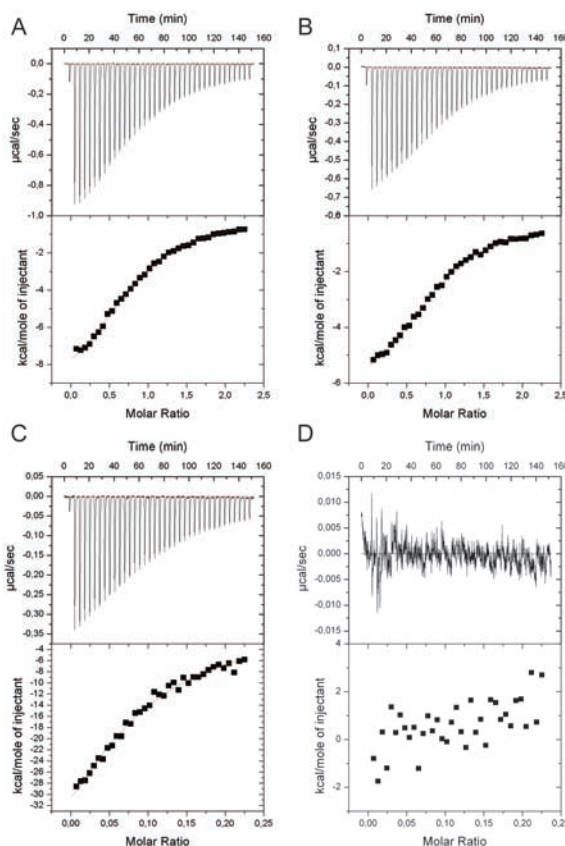 A
Time (min)
0 20 40 60 80 100 120 140 160
0,0
-0,2
-0,4
-0,6
-0,8
-1,0
µcal/sec
-2
-4
-6
-8
kcal/mole of injectant
0,0 0,5 1,0 1,5 2,0 2,5
Molar Ratio
B
Time (min)
0 20 40 60 80 100 120 140 160
0,1
0,0
-0,1
-0,2
-0,3
-0,4
-0,5
-0,6
-0,7
µcal/sec
-2
-4
-6
kcal/mole of injectant
0,0 0,5 1,0 1,5 2,0 2,5
Molar Ratio
C
Time (min)
0 20 40 60 80 100 120 140 160
0,05
0,00
-0,05
-0,10
-0,15
-0,20
-0,25
-0,30
-0,35
µcal/sec
-4
-6
-8
-10
-12
-14
-16
-18
-20
-22
-24
-26
-28
-30
-32
kcal/mole of injectant
0,00 0,05 0,10 0,15 0,20 0,25
Molar Ratio
D
Time (min)
0 20 40 60 80 100 120 140 160
0,015
0,010
0,005
0,000
-0,005
-0,010
-0,015
µcal/sec
4
2
0
-2
kcal/mole of injectant
0,00 0,05 0,10 0,15 0,20 0,25
Molar Ratio